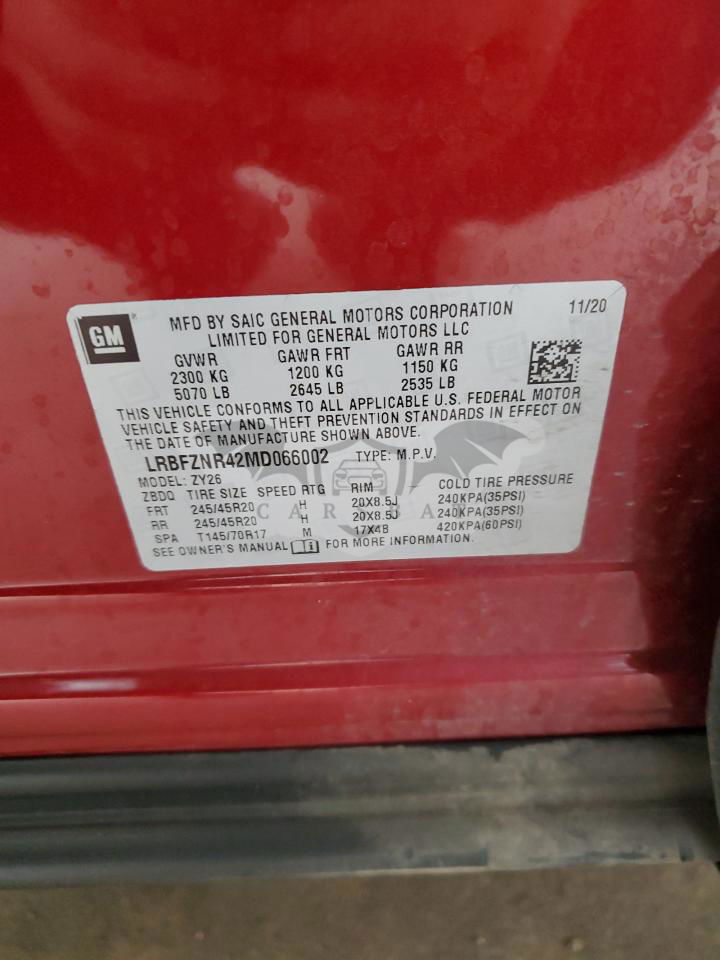 GM
MFD BY SAIC GENERAL MOTORS CORPORATION 11/20
LIMITED FOR GENERAL MOTORS LLC
GVWR GAWR FRT GAWR RR
2300 KG 1200 KG 1150 KG
5070 LB 2645 LB 2535 LB
THIS VEHICLE CONFORMS TO ALL APPLICABLE U.S. FEDERAL MOTOR
VEHICLE SAFETY AND THEFT PREVENTION STANDARDS IN EFFECT ON
THE DATE OF MANUFACTURE SHOWN ABOVE.
LRBFZNR42MD066002 TYPE: M.P.V.
MODEL: ZY26
ZBDQ TIRE SIZE SPEED RTG RIM COLD TIRE PRESSURE
FRT 245/45R20 H 20X8.5J 240KPA(35PSI)
RR 245/45R20 H 20X8.5J 240KPA(35PSI)
SPA T145/70R17 M 17X4B 420KPA(60PSI)
SEE OWNER'S MANUAL i FOR MORE INFORMATION.